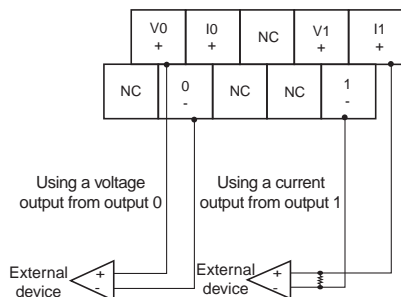 V0 I0 NC V1 I1
+ + + +
NC 0 NC NC 1
- -
Using a voltage
output from output 0
Using a current
output from output 1
External
device
+
-
External
device
+
-